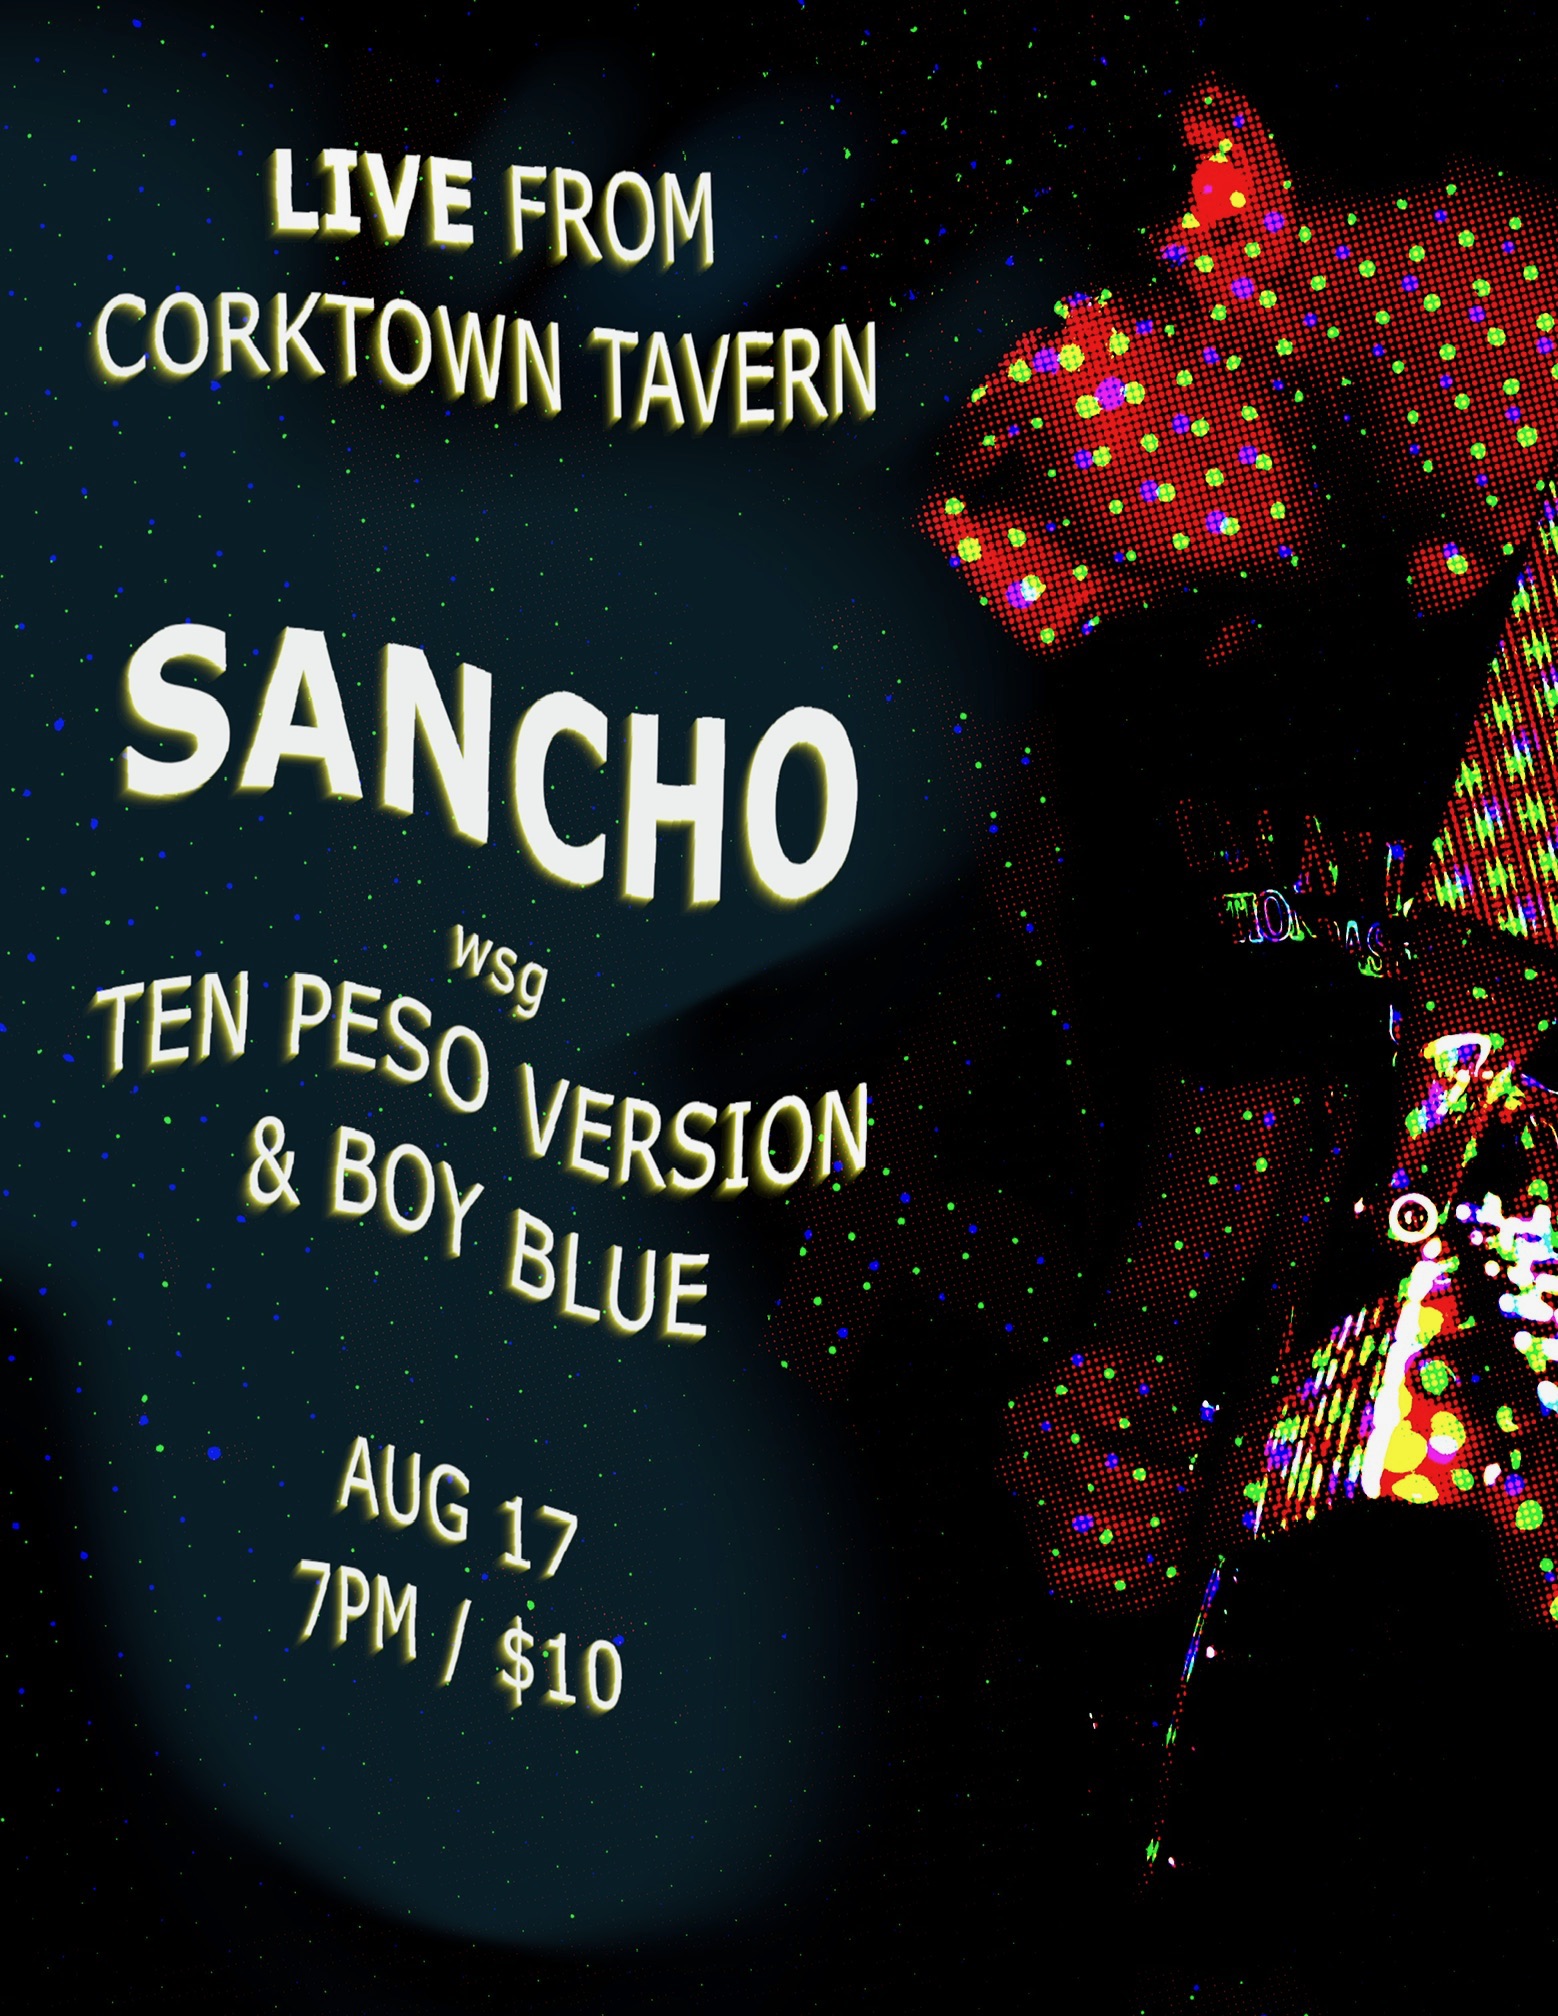 LIVE FROM
CORKTOWN TAVERN
SANCHO
wsg
TEN PESO VERSION
& BOY BLUE
AUG 17
7PM / $10